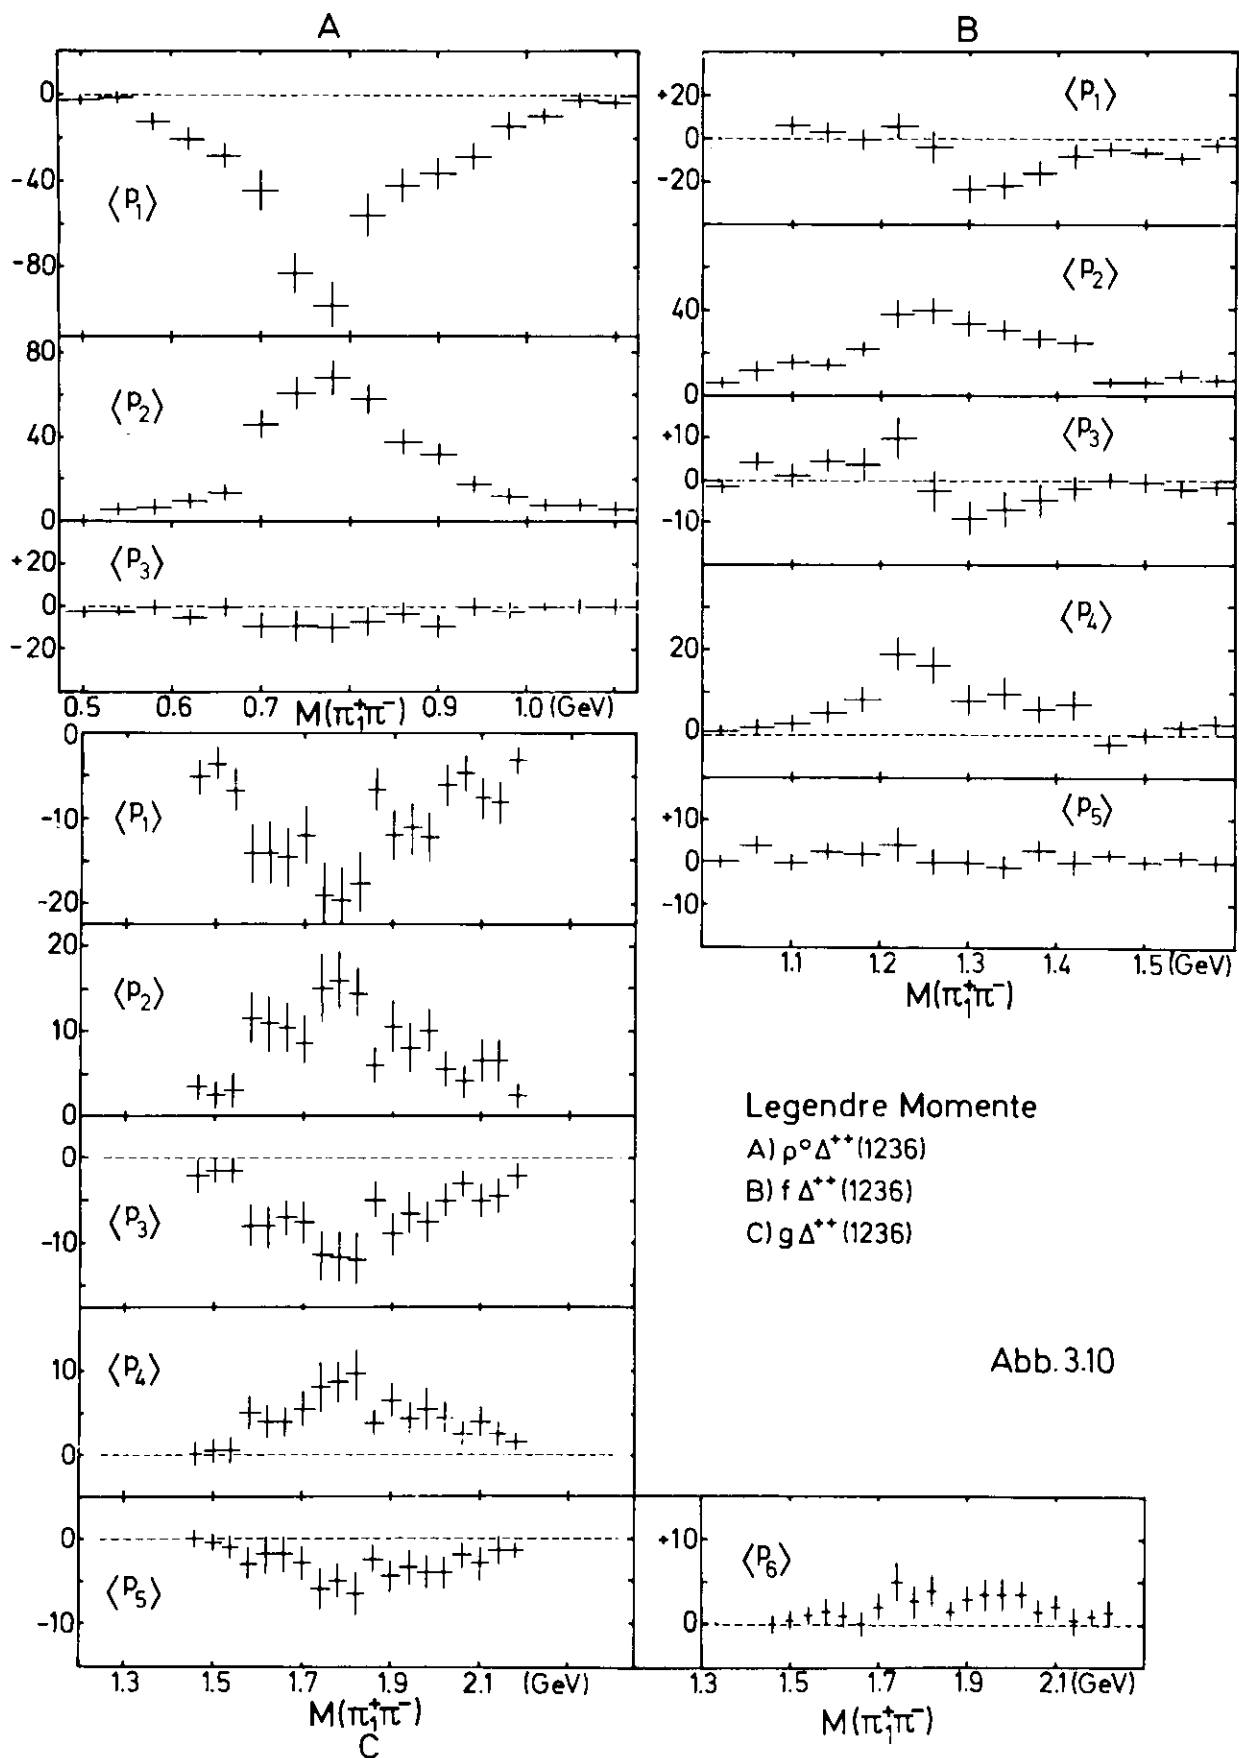 A
0
-40
-80
⟨P₁⟩
80
40
0
⟨P₂⟩
+20
0
-20
⟨P₃⟩
0.5 0.6 0.7 M(π₁⁺π⁻) 0.9 1.0 (GeV)
B
+20
0
-20
⟨P₁⟩
40
0
⟨P₂⟩
+10
0
-10
⟨P₃⟩
20
0
⟨P₄⟩
+10
0
-10
⟨P₅⟩
1.1 1.2 1.3 1.4 1.5 (GeV)
M(π₁⁺π⁻)
0
-10
-20
⟨P₁⟩
20
10
0
⟨P₂⟩
0
-10
⟨P₃⟩
10
0
⟨P₄⟩
0
-10
⟨P₅⟩
1.3 1.5 1.7 1.9 2.1 (GeV)
M(π₁⁺π⁻)
C
Legendre Momente
A) ρ⁰ Δ⁺⁺ (1236)
B) f Δ⁺⁺ (1236)
C) g Δ⁺⁺ (1236)
Abb. 3.10
+10
0
⟨P₆⟩
1.3 1.5 1.7 1.9 2.1 (GeV)
M(π₁⁺π⁻)